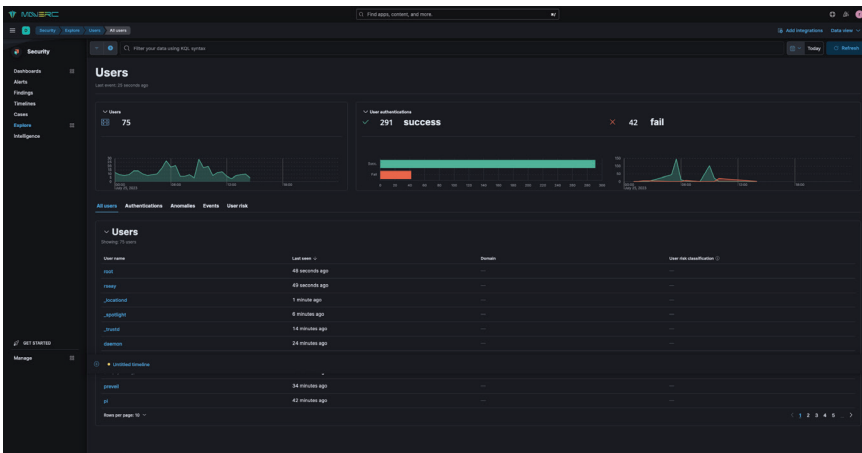 MAVERIC
Find apps, content, and more.
Security Explore Users All users
Add integrations Data view
Security
Filter your data using KQL syntax
Today Refresh
Dashboards
Alerts
Findings
Timelines
Cases
Explore
Intelligence
Users
Last event: 25 seconds ago
Users
75
User authentications
291 success
42 fail
Succ.
Fail
All users Authentications Anomalies Events User risk
Users
Showing: 75 users
User name Last seen Domain User risk classification
root 48 seconds ago — —
49 seconds ago — —
_locationd 1 minute ago — —
_spotlight 8 minutes ago — —
_trustd 14 minutes ago — —
daemon 24 minutes ago — —
Untitled timeline
preveil 34 minutes ago — —
pi 42 minutes ago — —
Rows per page: 10
1 2 3 4 5 ...
GET STARTED
Manage